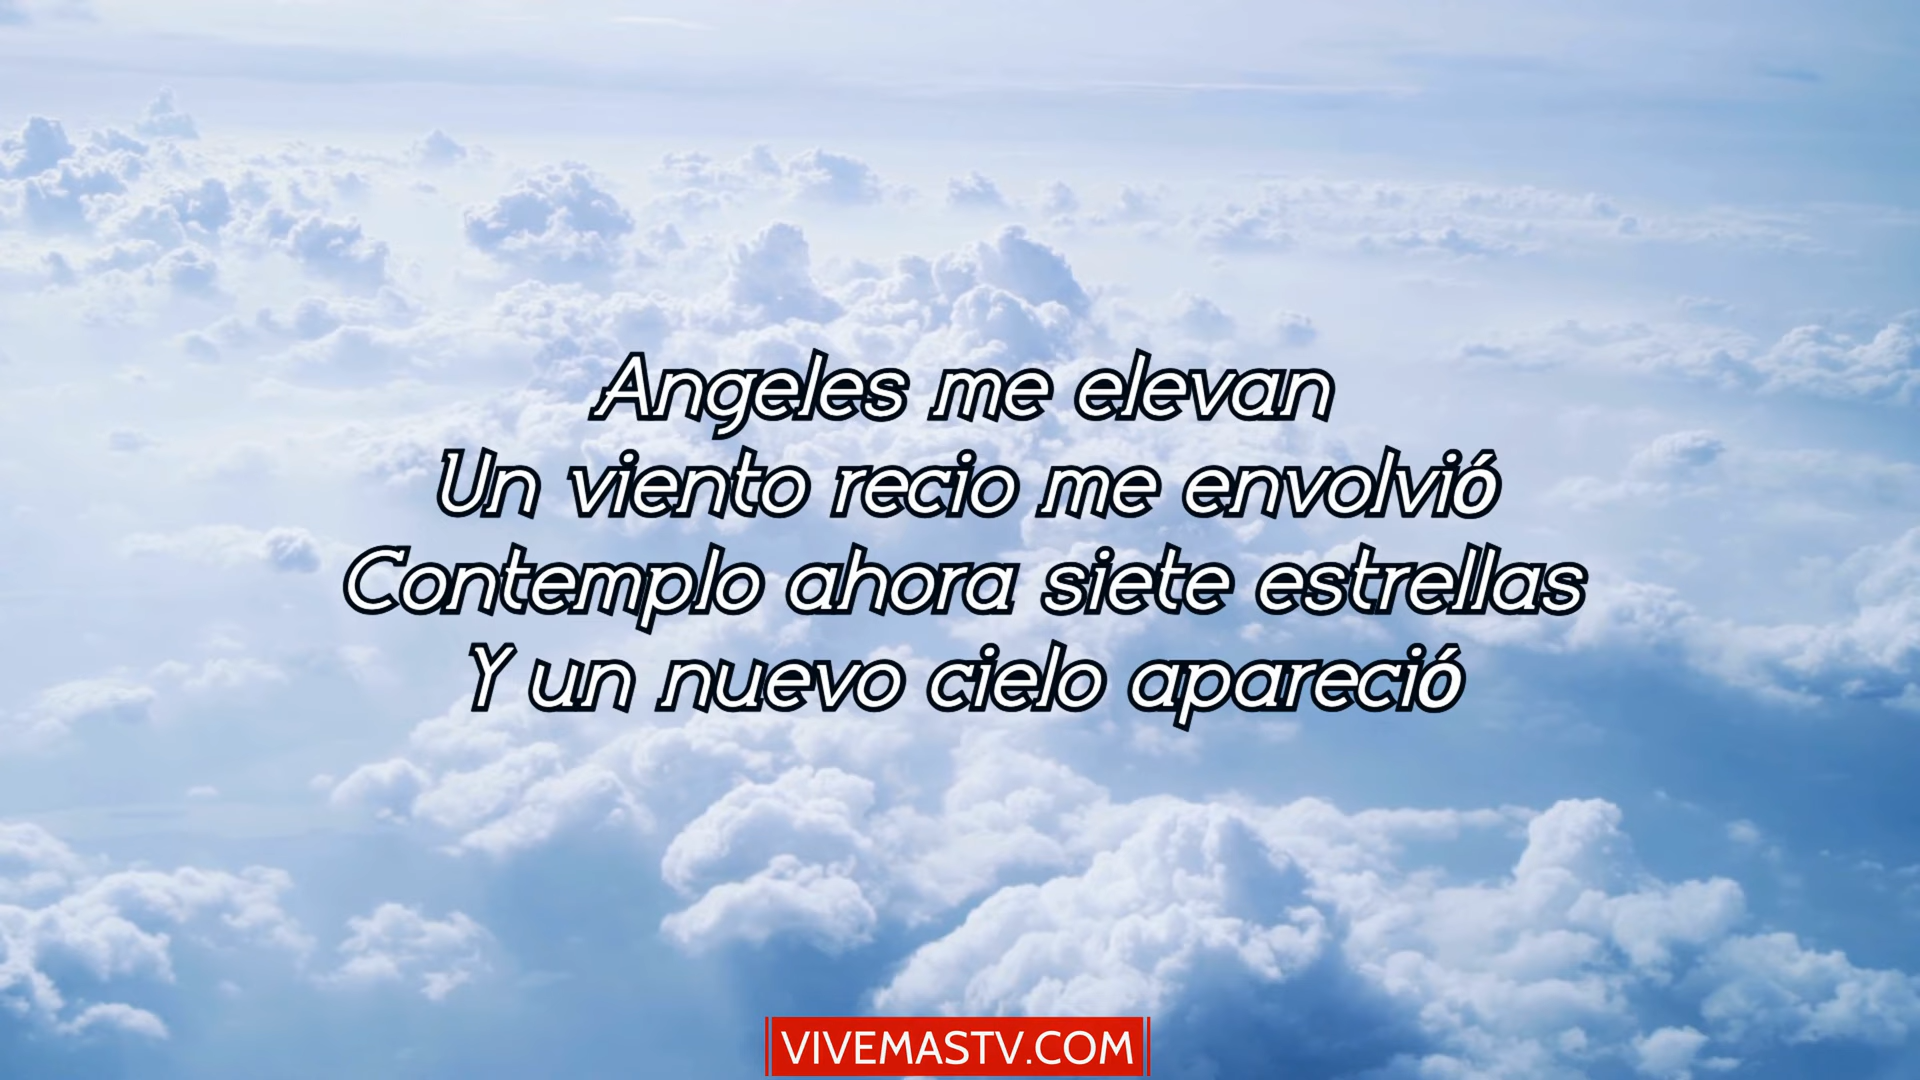 Angeles me elevan
Un viento recio me envolvió
Contemplo ahora siete estrellas
Y un nuevo cielo apareció
VIVEMASTV.COM